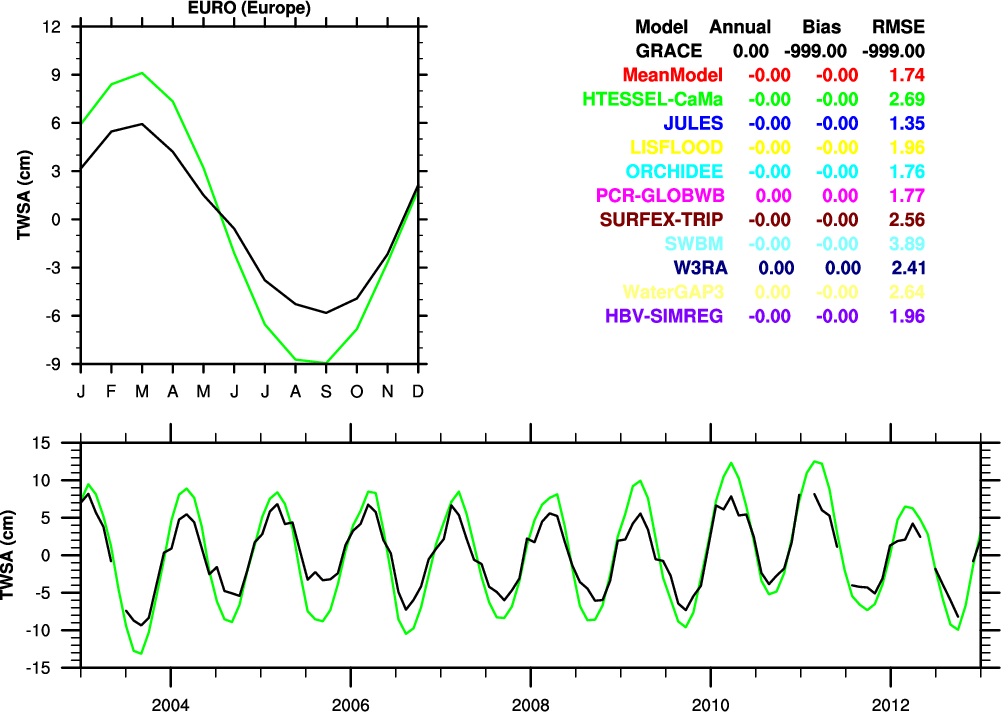 EURO (Europe)
12
9
6
3
0
-3
-6
-9
TWSA (cm)
J F M A M J J A S O N D
Model Annual Bias RMSE
GRACE 0.00 -999.00 -999.00
MeanModel -0.00 -0.00 1.74
HTESSEL-CaMa -0.00 -0.00 2.69
JULES -0.00 -0.00 1.35
LISFLOOD -0.00 -0.00 1.96
ORCHIDEE -0.00 -0.00 1.76
PCR-GLOBWB 0.00 0.00 1.77
SURFEX-TRIP -0.00 -0.00 2.56
SWBM -0.00 -0.00 3.89
W3RA 0.00 0.00 2.41
WaterGAP3 0.00 -0.00 2.64
HBV-SIMREG -0.00 -0.00 1.96
15
10
5
0
-5
-10
-15
TWSA (cm)
2004 2006 2008 2010 2012